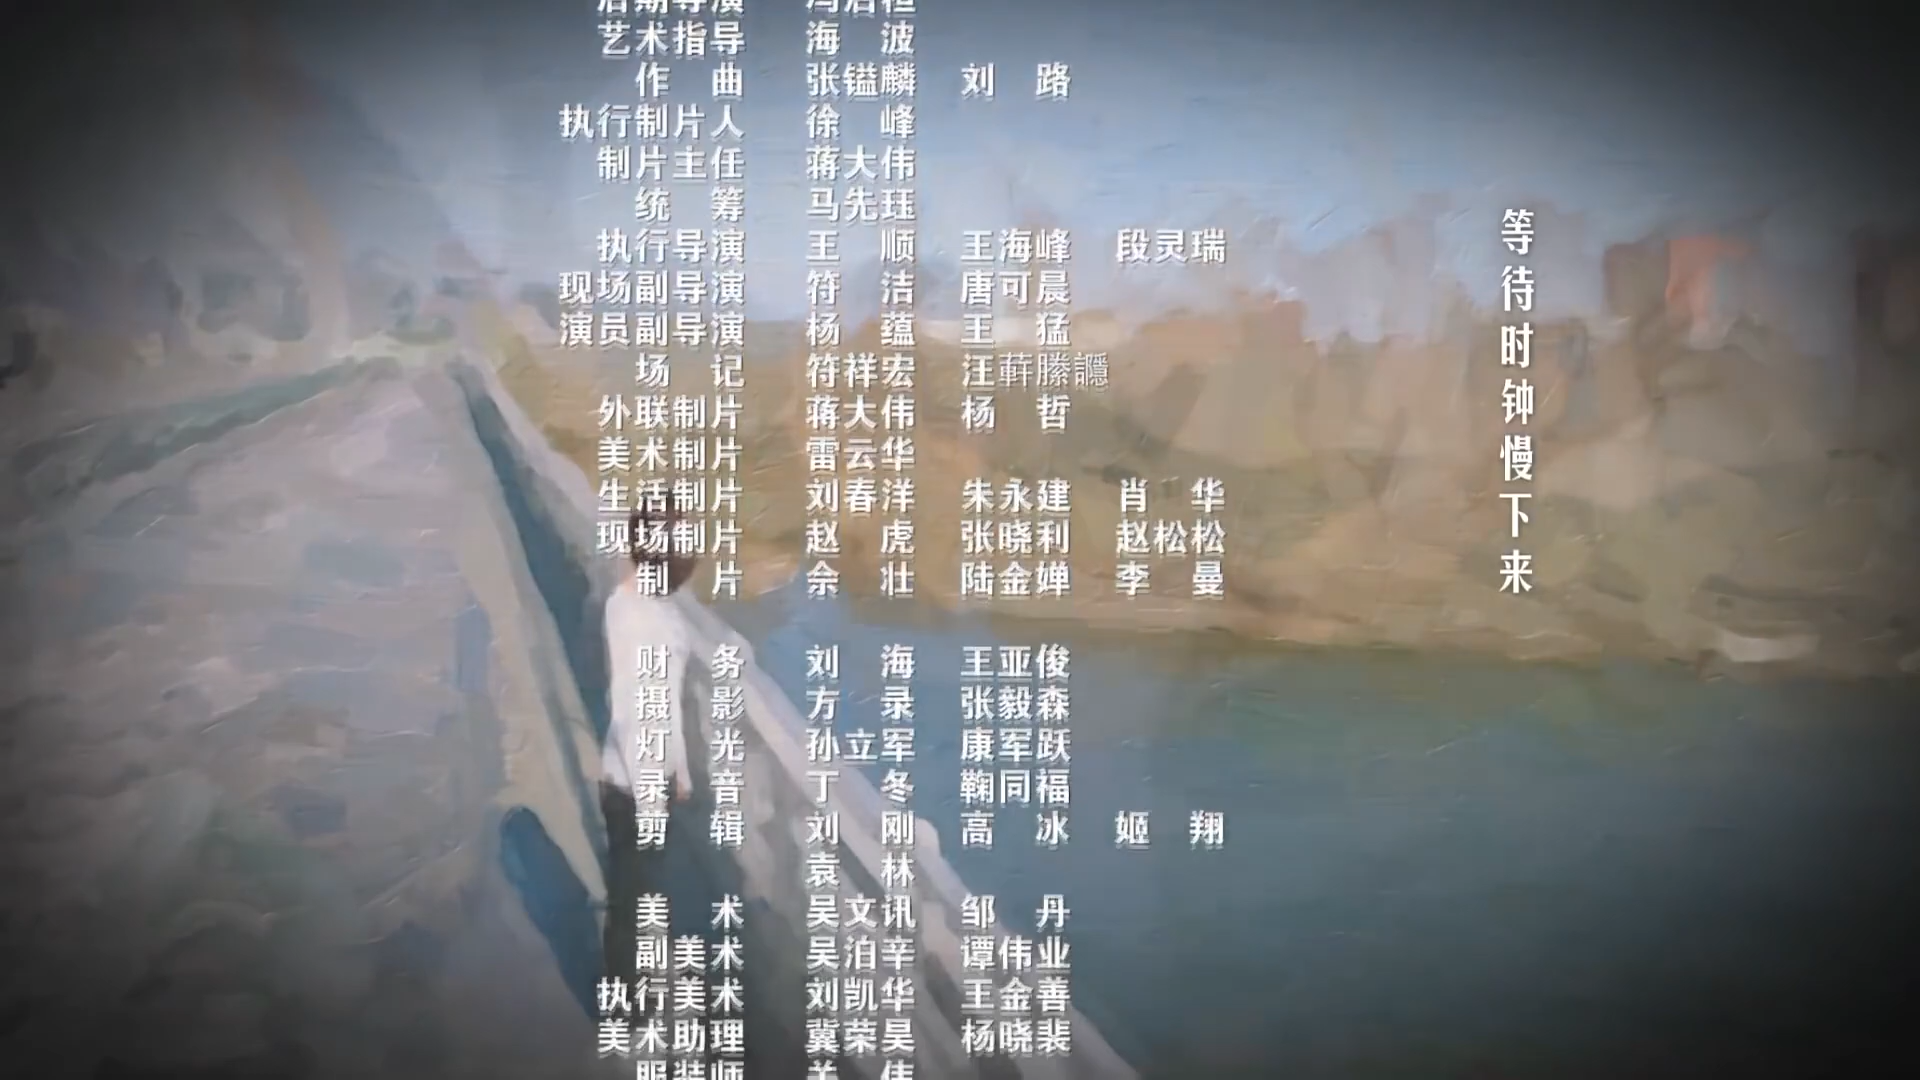 艺术指导 海波
作曲 张镒麟 刘路
执行制片人 徐峰
制片主任 蒋大伟
统筹 马先珏
执行导演 王顺 王海峰 段灵瑞
现场副导演 符洁 唐可晨
演员副导演 杨蕴 王猛
场记 符祥宏 汪
外联制片 蒋大伟 杨哲
美术制片 雷云华
生活制片 刘春洋 朱永建 肖华
现场制片 赵虎 张晓利 赵松松
制片 余壮 陆金婵 李曼
财务 刘海 王亚俊
摄影 方录 张毅森
灯光 孙立军 康军跃
录音 丁冬 鞠同福
剪辑 刘刚 高冰 姬翔
袁林
美术 吴文讯 邹丹
副美术 吴泊辛 谭伟业
执行美术 刘凯华 王金善
美术助理 冀荣昊 杨晓裴
等待时钟慢下来